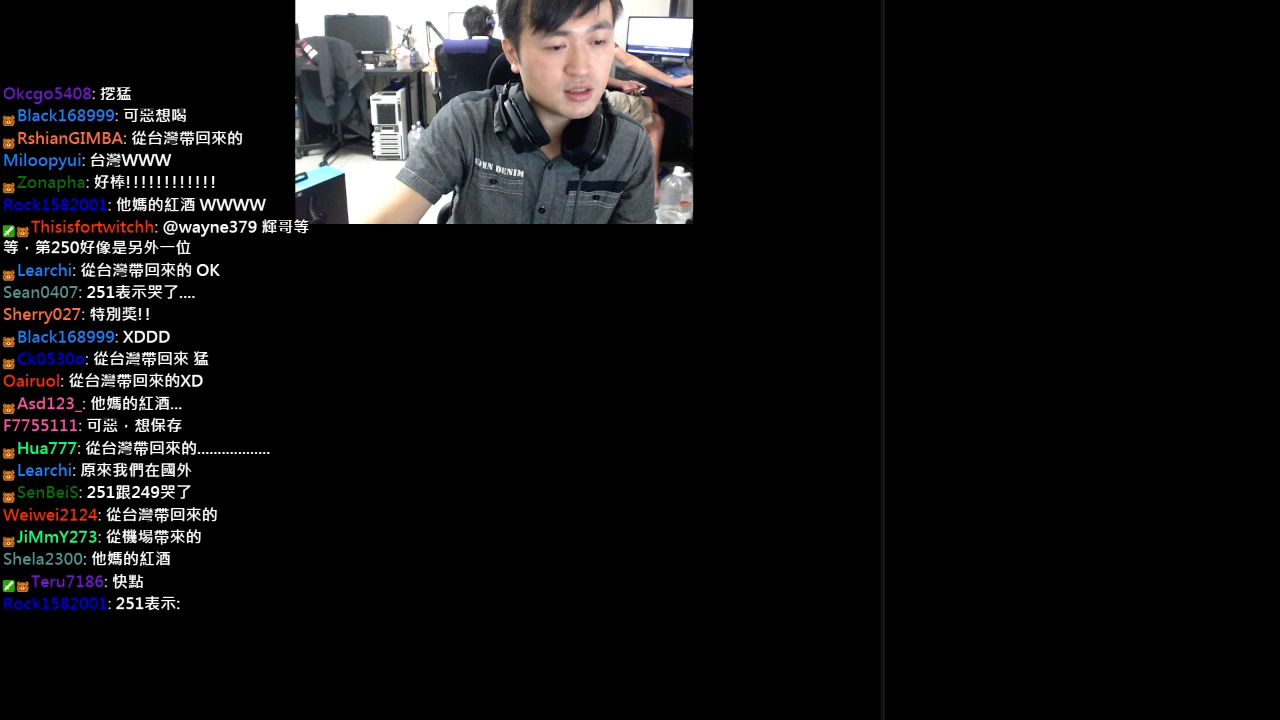 Okcgo5408: 挖猛
Black168999: 可惡想喝
RshianGIMBA: 從台灣帶回來的
Miloopyui: 台灣WWW
Zonapha: 好棒!!!!!!!!!!!!
Rock1582001: 他媽的紅酒 WWWW
Thisisfortwitchh: @wayne379 輝哥等
等，第250好像是另外一位
Learchi: 從台灣帶回來的 OK
Sean0407: 251表示哭了....
Sherry027: 特別獎!!
Black168999: XDDD
Ck0530o: 從台灣帶回來 猛
Oairuol: 從台灣帶回來的XD
Asd123_: 他媽的紅酒...
F7755111: 可惡，想保存
Hua777: 從台灣帶回來的..................
Learchi: 原來我們在國外
SenBeiS: 251跟249哭了
Weiwei2124: 從台灣帶回來的
JiMmY273: 從機場帶來的
Shela2300: 他媽的紅酒
Teru7186: 快點
Rock1582001: 251表示:
DENIM